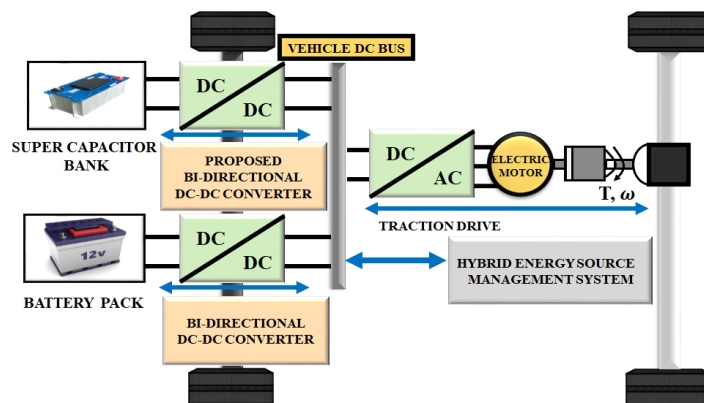 VEHICLE DC BUS
DC
DC
SUPER CAPACITOR
BANK
PROPOSED
BI-DIRECTIONAL
DC-DC CONVERTER
DC
AC
ELECTRIC
MOTOR
T, ω
TRACTION DRIVE
12v
DC
DC
BATTERY PACK
HYBRID ENERGY SOURCE
MANAGEMENT SYSTEM
BI-DIRECTIONAL
DC-DC CONVERTER